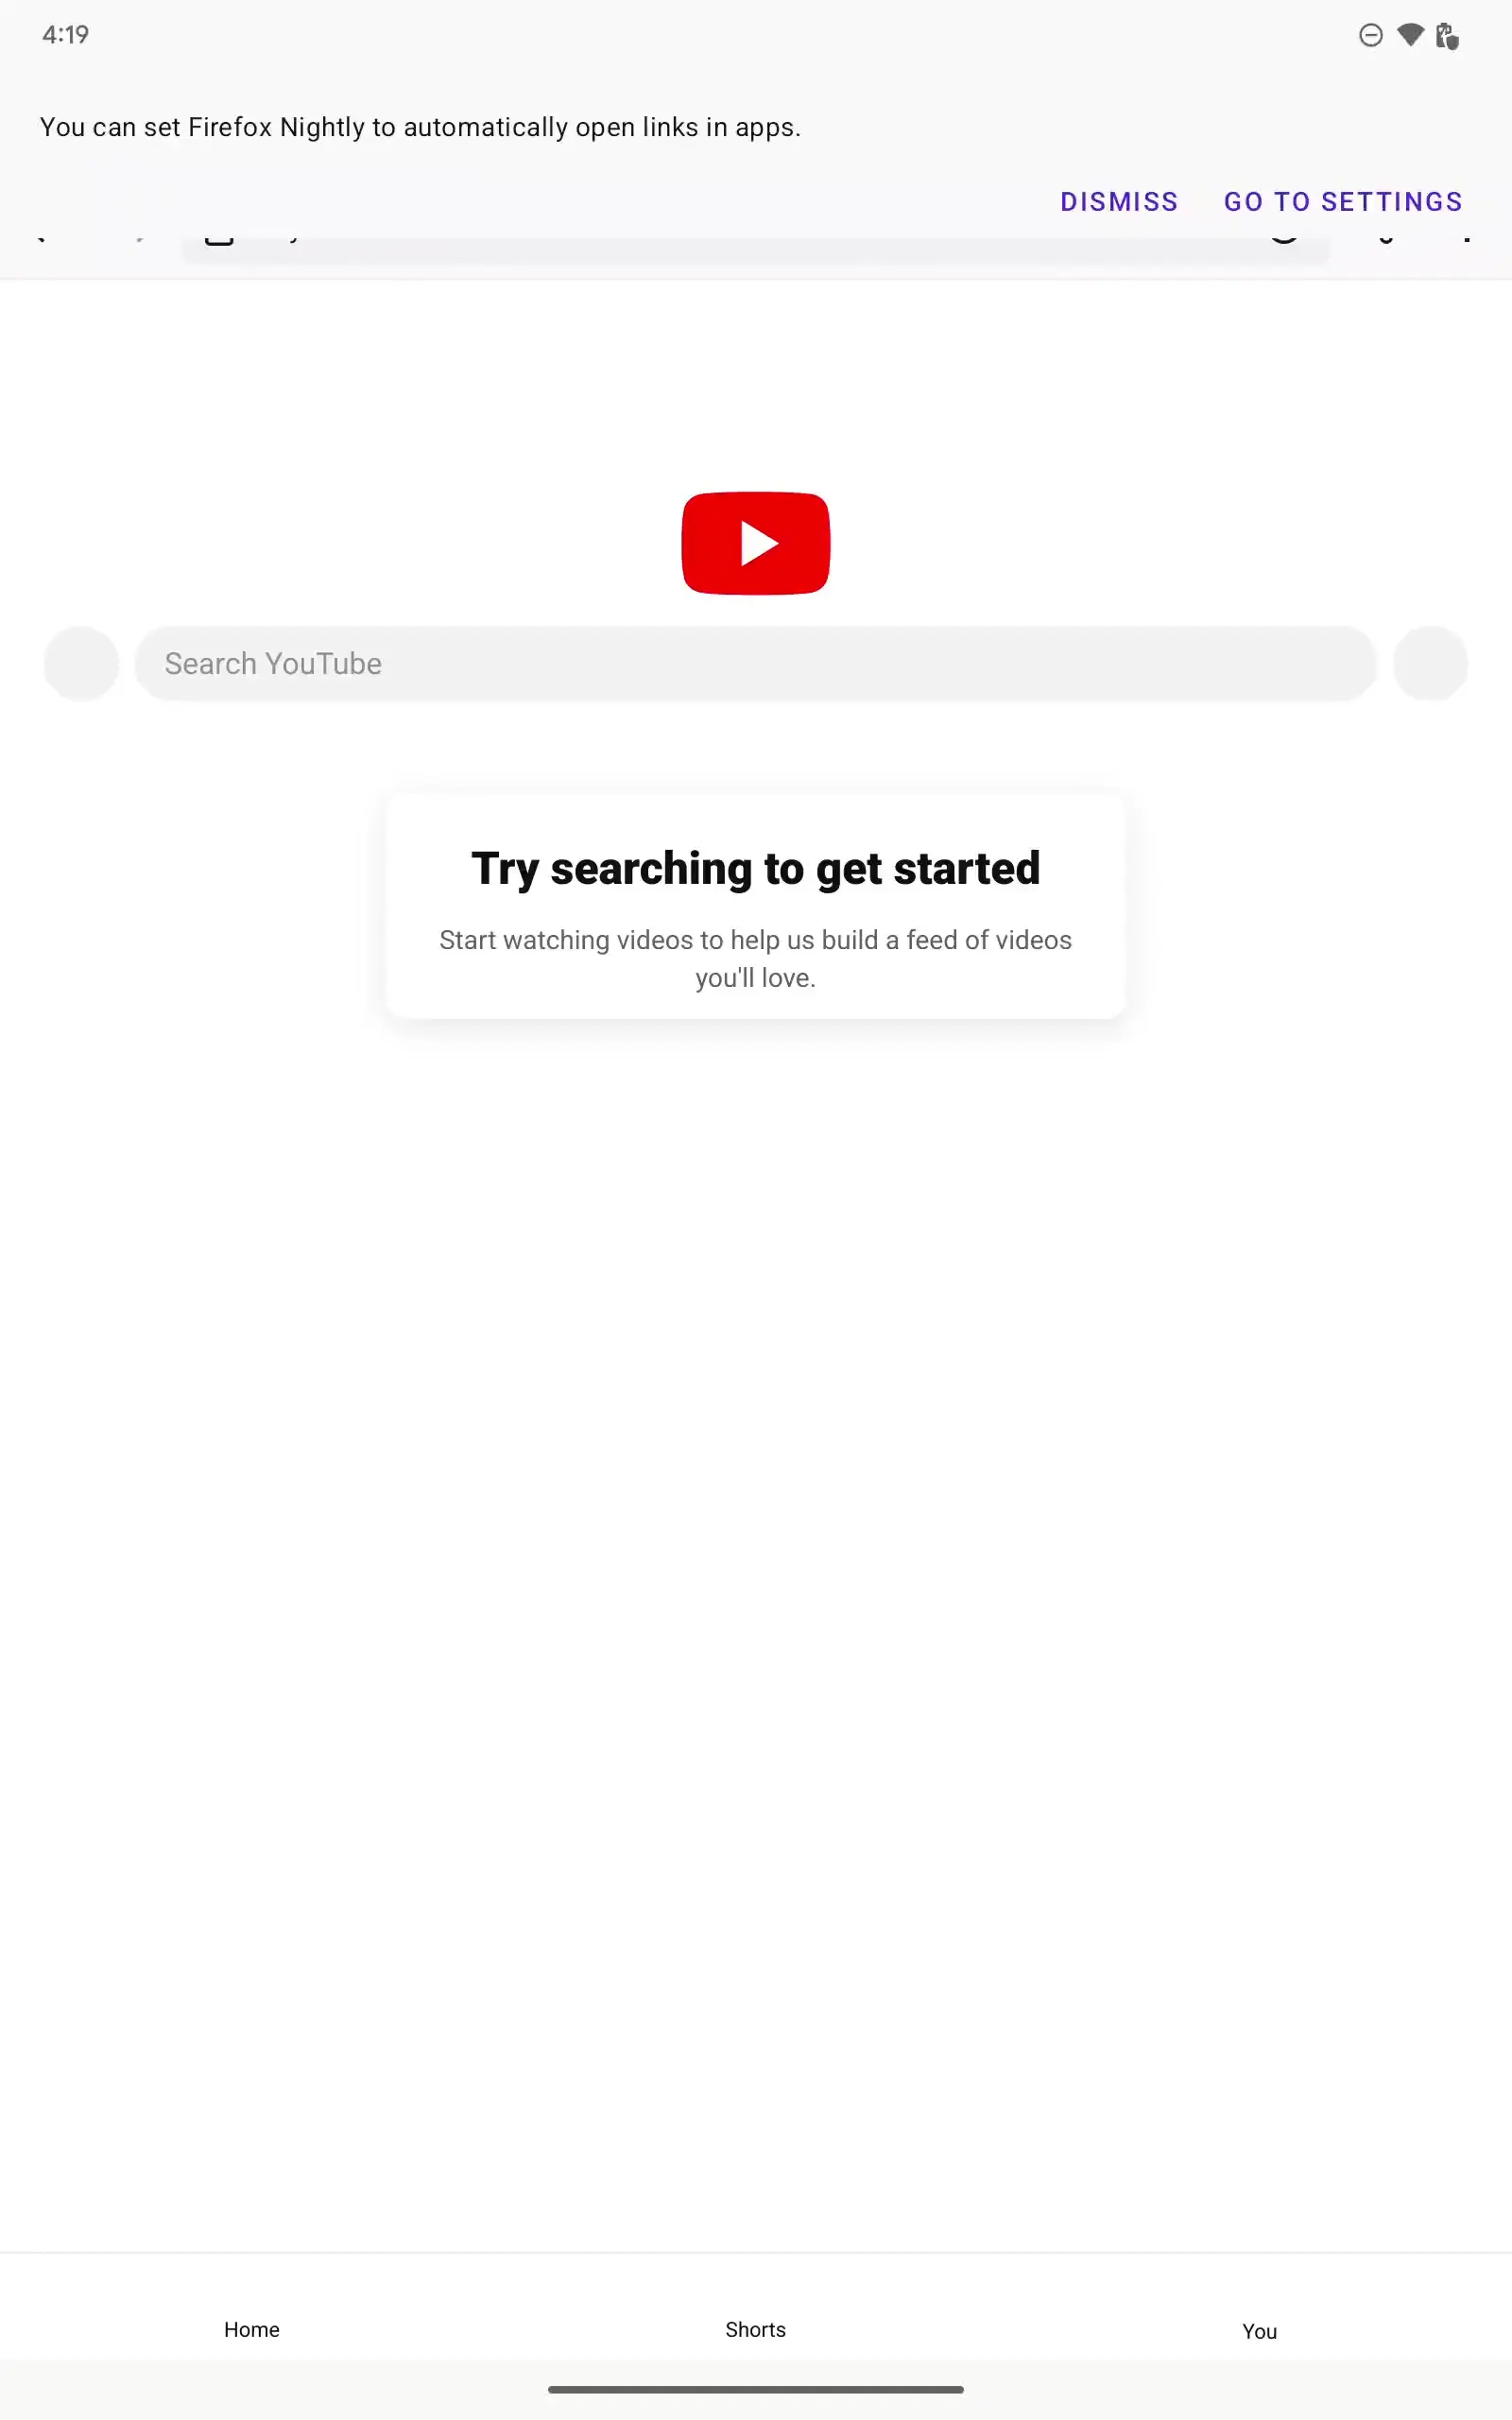 4:19
You can set Firefox Nightly to automatically open links in apps.
DISMISS GO TO SETTINGS
Search YouTube
Try searching to get started
Start watching videos to help us build a feed of videos
you'll love.
Home Shorts You